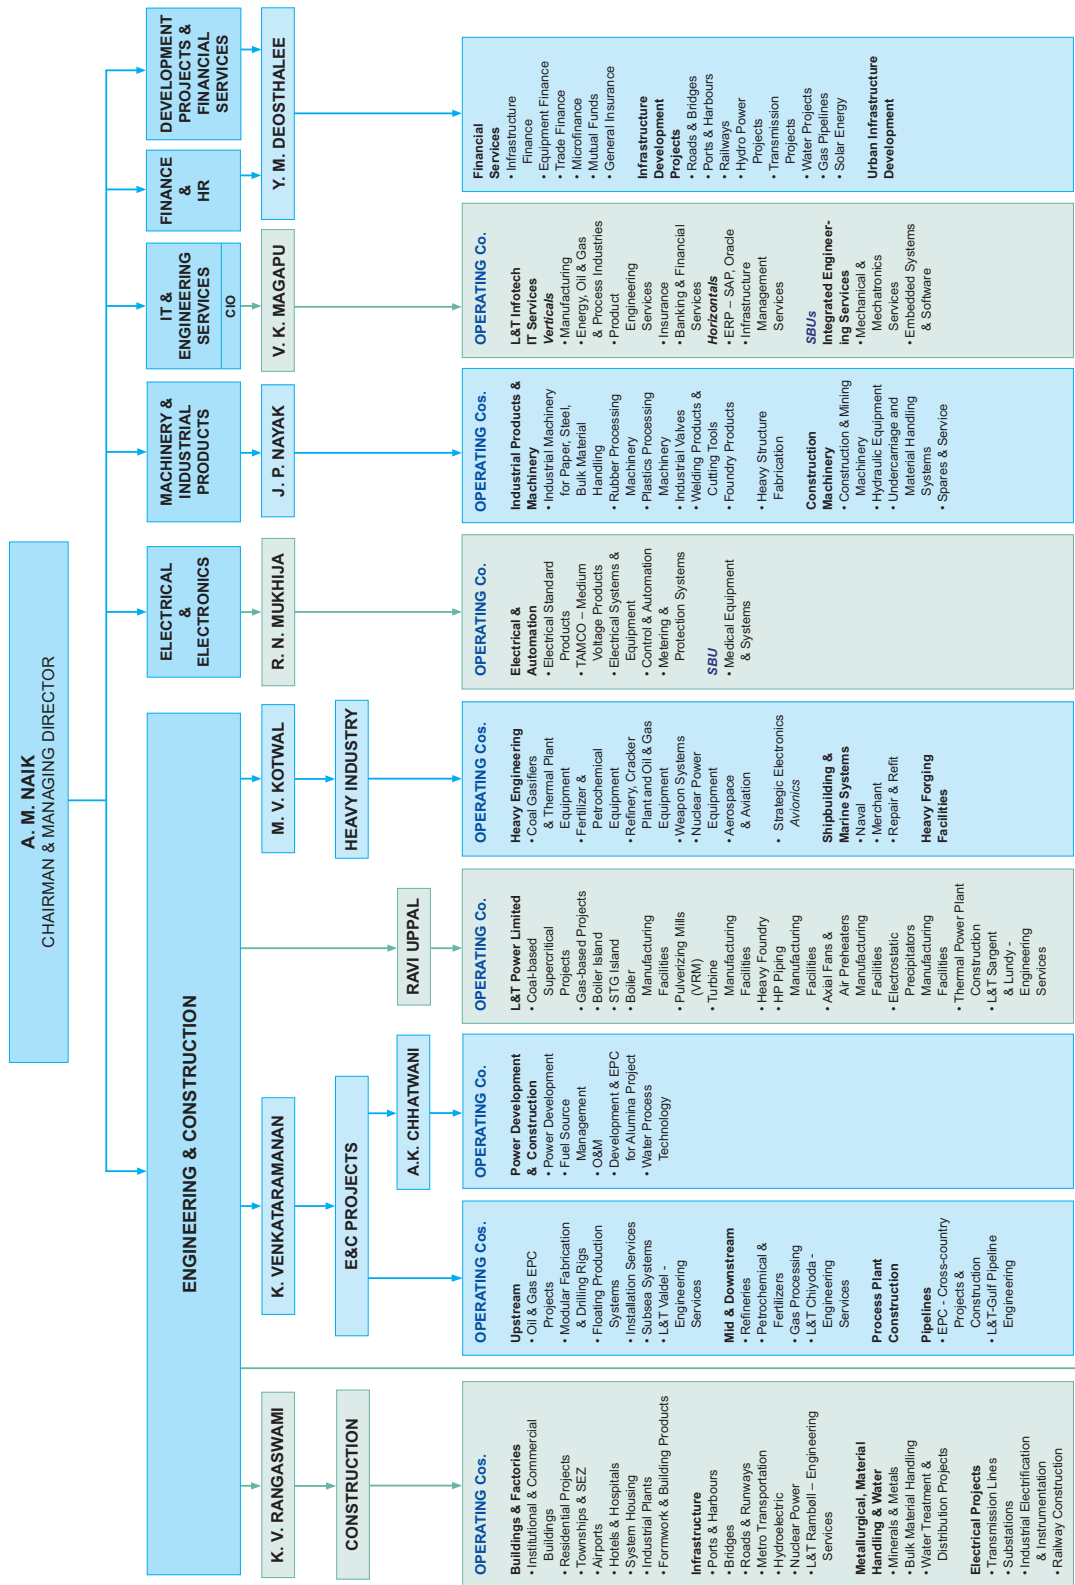 A. M. NAIK
CHAIRMAN & MANAGING DIRECTOR
ENGINEERING & CONSTRUCTION
ELECTRICAL
&
ELECTRONICS
MACHINERY &
INDUSTRIAL
PRODUCTS
IT &
ENGINEERING
SERVICES
CIO
FINANCE
&
HR
DEVELOPMENT
PROJECTS &
FINANCIAL
SERVICES
K. V. RANGASWAMI
K. VENKATARAMANAN
M. V. KOTWAL
R. N. MUKHIJA
J. P. NAYAK
V. K. MAGAPU
Y. M. DEOSTHALEE
CONSTRUCTION
E&C PROJECTS
HEAVY INDUSTRY
A.K. CHHATWANI
RAVI UPPAL
OPERATING Cos.
Buildings & Factories
• Institutional & Commercial
Buildings
• Residential Projects
• Townships & SEZ
• Airports
• Hotels & Hospitals
• System Housing
• Industrial Plants
• Formwork & Building Products
Infrastructure
• Ports & Harbours
• Bridges
• Roads & Runways
• Metro Transportation
• Hydroelectric
• Nuclear Power
• L&T Rambøll – Engineering
Services
Metallurgical, Material
Handling & Water
• Minerals & Metals
• Bulk Material Handling
• Water Treatment &
Distribution Projects
Electrical Projects
• Transmission Lines
• Substations
• Industrial Electrification
& Instrumentation
• Railway Construction
OPERATING Cos.
Upstream
• Oil & Gas EPC
Projects
• Modular Fabrication
& Drilling Rigs
• Floating Production
Systems
• Installation Services
• Subsea Systems
• L&T Valdel -
Engineering
Services
Mid & Downstream
• Refineries
• Petrochemical &
Fertilizers
• Gas Processing
• L&T Chiyoda -
Engineering
Services
Process Plant
Construction
Pipelines
• EPC - Cross-country
Projects &
Construction
• L&T-Gulf Pipeline
Engineering
OPERATING Co.
Power Development
& Construction
• Power Development
• Fuel Source
Management
• O&M
• Development & EPC
for Alumina Project
• Water Process
Technology
OPERATING Co.
L&T Power Limited
• Coal-based
Supercritical
Projects
• Gas-based Projects
• Boiler Island
• STG Island
• Boiler
Manufacturing
Facilities
• Pulverizing Mills
(VRM)
• Turbine
Manufacturing
Facilities
• Heavy Foundry
• HP Piping
Manufacturing
Facilities
• Axial Fans &
Air Preheaters
Manufacturing
Facilities
• Electrostatic
Precipitators
Manufacturing
Facilities
• Thermal Power Plant
Construction
• L&T Sargent
& Lundy -
Engineering
Services
OPERATING Cos.
Heavy Engineering
• Coal Gasifiers
& Thermal Plant
Equipment
• Fertilizer &
Petrochemical
Equipment
• Refinery, Cracker
Plant and Oil & Gas
• Weapon Systems
• Nuclear Power
Equipment
• Aerospace
& Aviation
• Strategic Electronics
Avionics
Shipbuilding &
Marine Systems
• Naval
• Merchant
• Repair & Refit
Heavy Forging
Facilities
OPERATING Co.
Electrical &
Automation
• Electrical Standard
Products
• TAMCO – Medium
Voltage Products
• Electrical Systems &
Equipment
• Control & Automation
• Metering &
Protection Systems
SBU
• Medical Equipment
& Systems
OPERATING Cos.
Industrial Products &
Machinery
• Industrial Machinery
for Paper, Steel,
Bulk Material
Handling
• Rubber Processing
Machinery
• Plastics Processing
Machinery
• Industrial Valves
• Welding Products &
Cutting Tools
• Foundry Products
• Heavy Structure
Fabrication
Construction
Machinery
• Construction & Mining
Machinery
• Hydraulic Equipment
• Undercarriage and
Material Handling
Systems
• Spares & Service
OPERATING Co.
L&T Infotech
IT Services
Verticals
• Manufacturing
• Energy, Oil & Gas
& Process Industries
• Product
Engineering
Services
• Insurance
• Banking & Financial
Services
Horizontals
• ERP – SAP, Oracle
• Infrastructure
Management
Services
SBUs
Integrated Engineer-
ing Services
• Mechanical &
Mechatronics
Services
• Embedded Systems
& Software
Financial
Services
• Infrastructure
Finance
• Equipment Finance
• Trade Finance
• Microfinance
• Mutual Funds
• General Insurance
Infrastructure
Development
Projects
• Roads & Bridges
• Ports & Harbours
• Railways
• Hydro Power
Projects
• Transmission
Projects
• Water Projects
• Gas Pipelines
• Solar Energy
Urban Infrastructure
Development